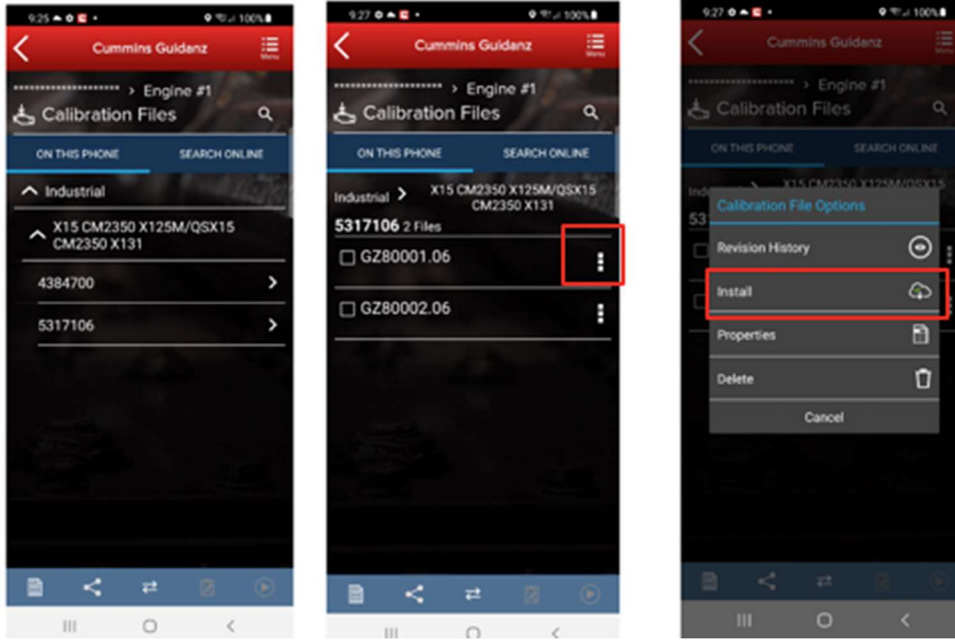 9:25 100%
Cummins Guidanz
Menu
> Engine #1
Calibration Files
ON THIS PHONE SEARCH ONLINE
Industrial
X15 CM2350 X125M/QSX15
CM2350 X131
4384700
5317106
9:27 100%
Cummins Guidanz
Menu
> Engine #1
Calibration Files
ON THIS PHONE SEARCH ONLINE
Industrial > X15 CM2350 X125M/QSX15
CM2350 X131
5317106 2 Files
GZ80001.06
GZ80002.06
9:27 100%
Cummins Guidanz
Menu
> Engine #1
Calibration Files
ON THIS PHONE SEARCH ONLINE
X15 CM2350 X125M/QSX15
Calibration File Options
Revision History
Install
Properties
Delete
Cancel